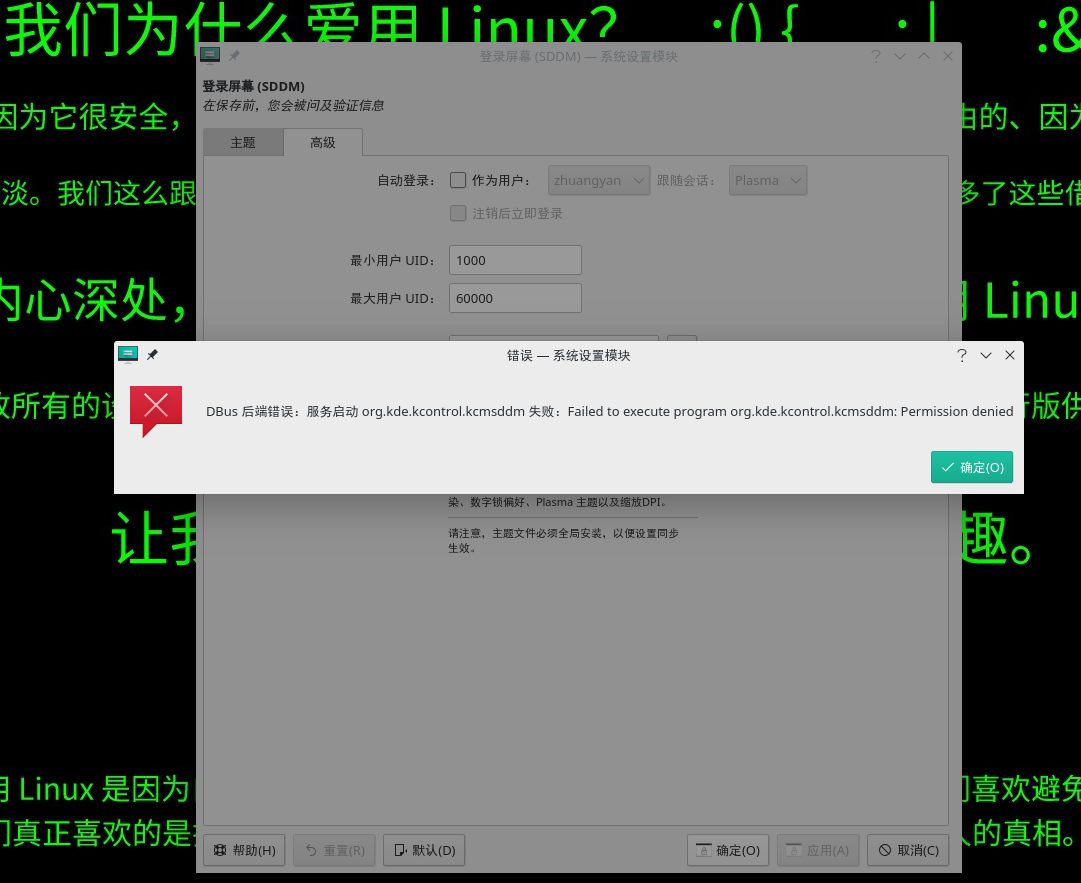 我们为什么爱用 Linux？ :() { : | :&
登录屏幕 (SDDM) — 系统设置模块
登录屏幕 (SDDM)
在保存前，您会被问及验证信息
因为它很安全， 由的、因为
主题 高级
自动登录： 作为用户： zhuangyan 跟随会话： Plasma
淡。我们这么跟 多了这些借
注销后立即登录
最小用户 UID： 1000
内心深处， 用 Linu
最大用户 UID： 60000
错误 — 系统设置模块
DBus 后端错误：服务启动 org.kde.kcontrol.kcmsddm 失败：Failed to execute program org.kde.kcontrol.kcmsddm: Permission denied
改所有的设 行版供
确定(O)
染、数字锁偏好、Plasma 主题以及缩放DPI。
请注意，主题文件必须全局安装，以便设置同步
生效。
让我 趣。
用 Linux 是因为 们喜欢避免
们真正喜欢的是 人的真相。
帮助(H) 重置(R) 默认(D) 确定(O) 应用(A) 取消(C)